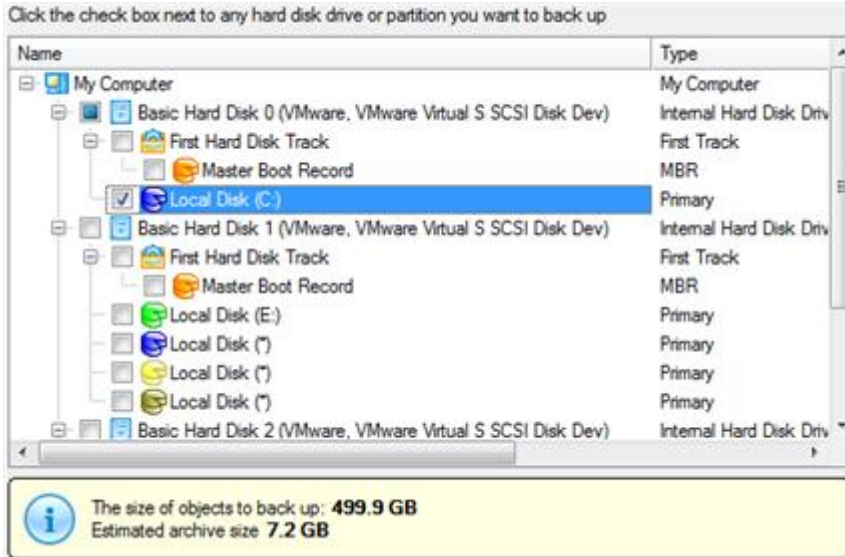 Click the check box next to any hard disk drive or partition you want to back up
Name Type
My Computer My Computer
Basic Hard Disk 0 (VMware, VMware Virtual S SCSI Disk Dev) Internal Hard Disk Driv
First Hard Disk Track First Track
Master Boot Record MBR
Local Disk (C:) Primary
Basic Hard Disk 1 (VMware, VMware Virtual S SCSI Disk Dev) Internal Hard Disk Driv
First Hard Disk Track First Track
Master Boot Record MBR
Local Disk (E:) Primary
Local Disk (*) Primary
Local Disk (*) Primary
Local Disk (*) Primary
Basic Hard Disk 2 (VMware, VMware Virtual S SCSI Disk Dev) Internal Hard Disk Driv
The size of objects to back up: 499.9 GB
Estimated archive size 7.2 GB